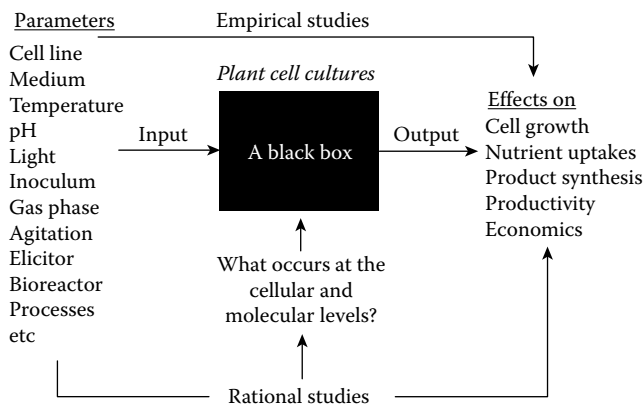 Parameters
Empirical studies
Cell line
Medium
Temperature
pH
Light
Inoculum
Gas phase
Agitation
Elicitor
Bioreactor
Processes
etc
Plant cell cultures
Input
A black box
Output
Effects on
Cell growth
Nutrient uptakes
Product synthesis
Productivity
Economics
What occurs at the
cellular and
molecular levels?
Rational studies